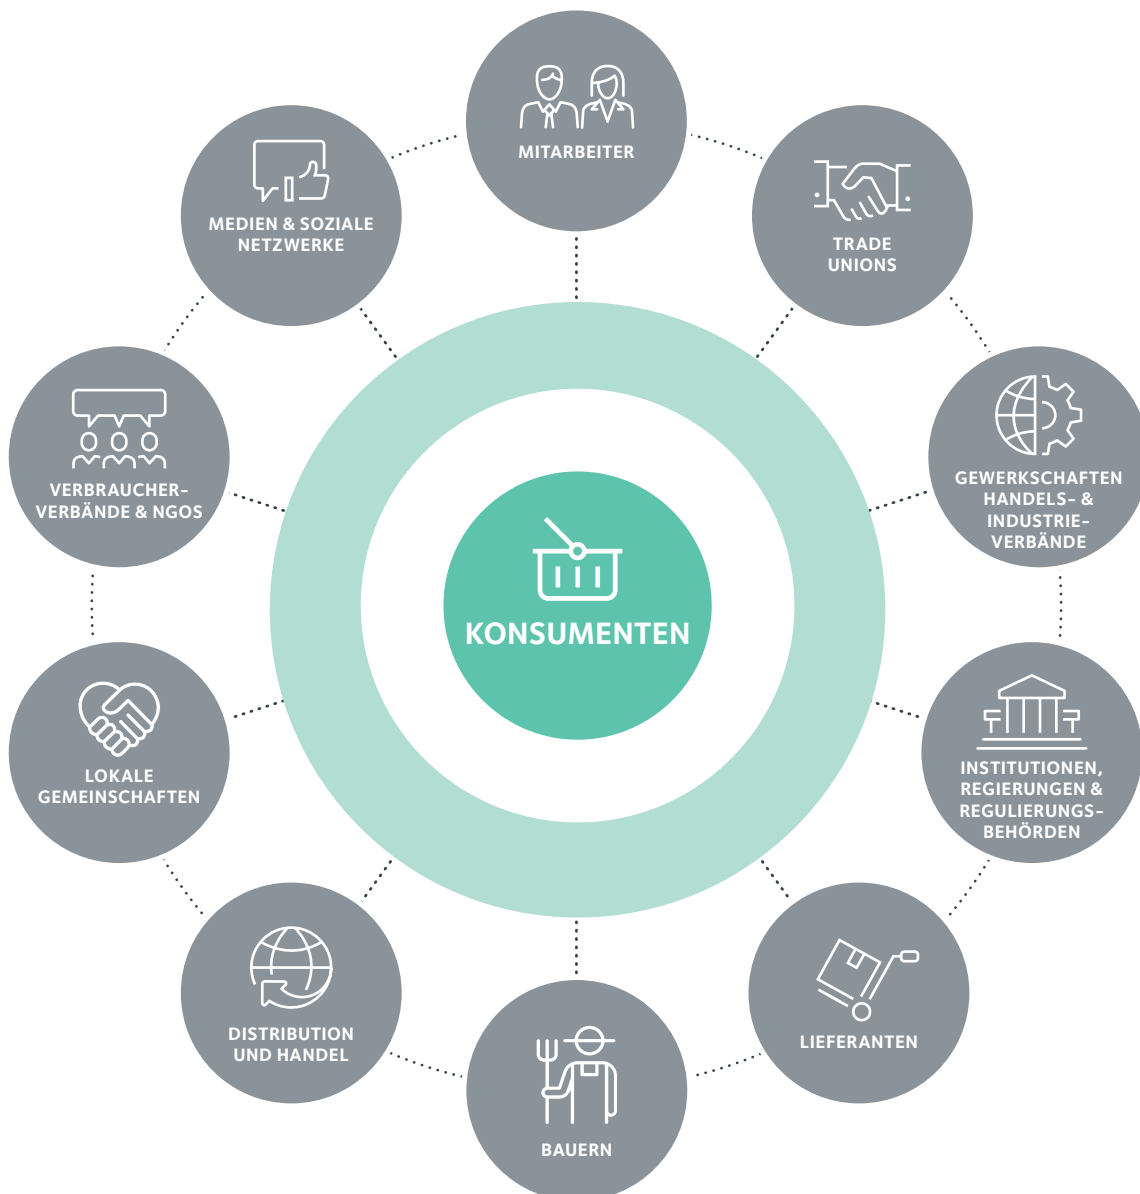 MITARBEITER
TRADE
UNIONS
GEWERKSCHAFTEN
HANDELS- &
INDUSTRIE-
VERBÄNDE
INSTITUTIONEN,
REGIERUNGEN &
REGULIERUNGS-
BEHÖRDEN
LIEFERANTEN
BAUERN
DISTRIBUTION
UND HANDEL
LOKALE
GEMEINSCHAFTEN
VERBRAUCHER-
VERBÄNDE & NGOS
MEDIEN & SOZIALE
NETZWERKE
KONSUMENTEN